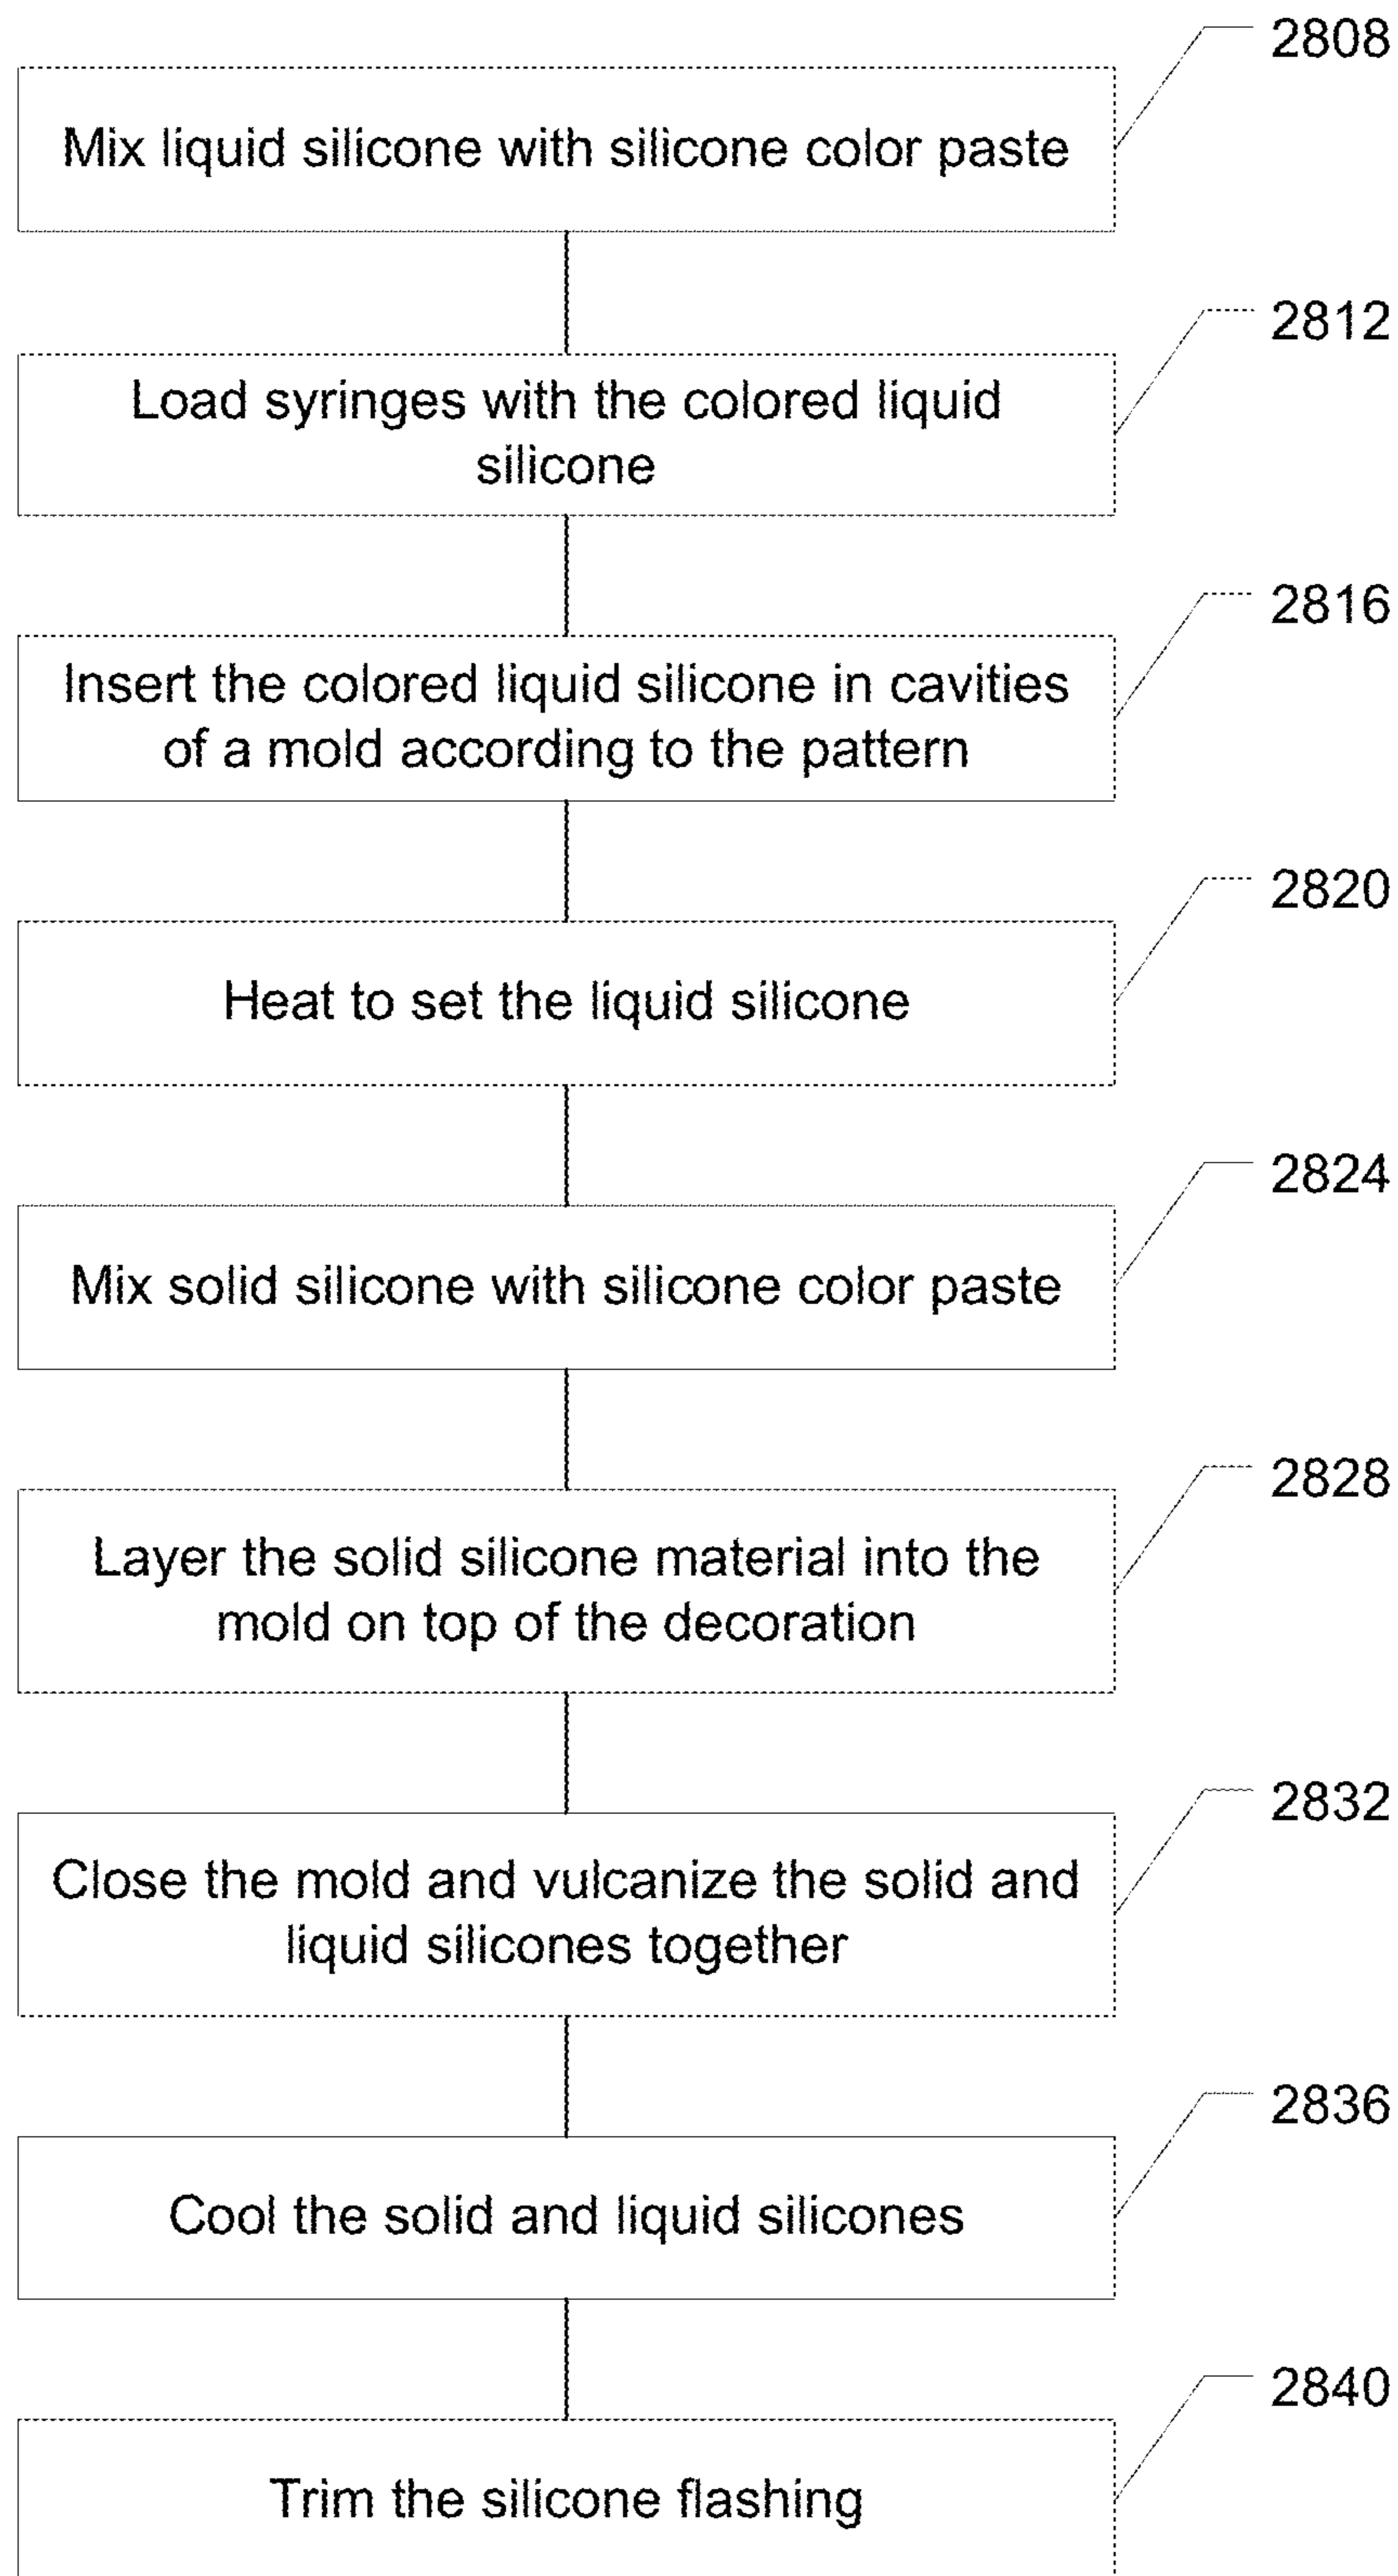 2808
Mix liquid silicone with silicone color paste
2812
Load syringes with the colored liquid
silicone
2816
Insert the colored liquid silicone in cavities
of a mold according to the pattern
2820
Heat to set the liquid silicone
2824
Mix solid silicone with silicone color paste
2828
Layer the solid silicone material into the
mold on top of the decoration
2832
Close the mold and vulcanize the solid and
liquid silicones together
2836
Cool the solid and liquid silicones
2840
Trim the silicone flashing